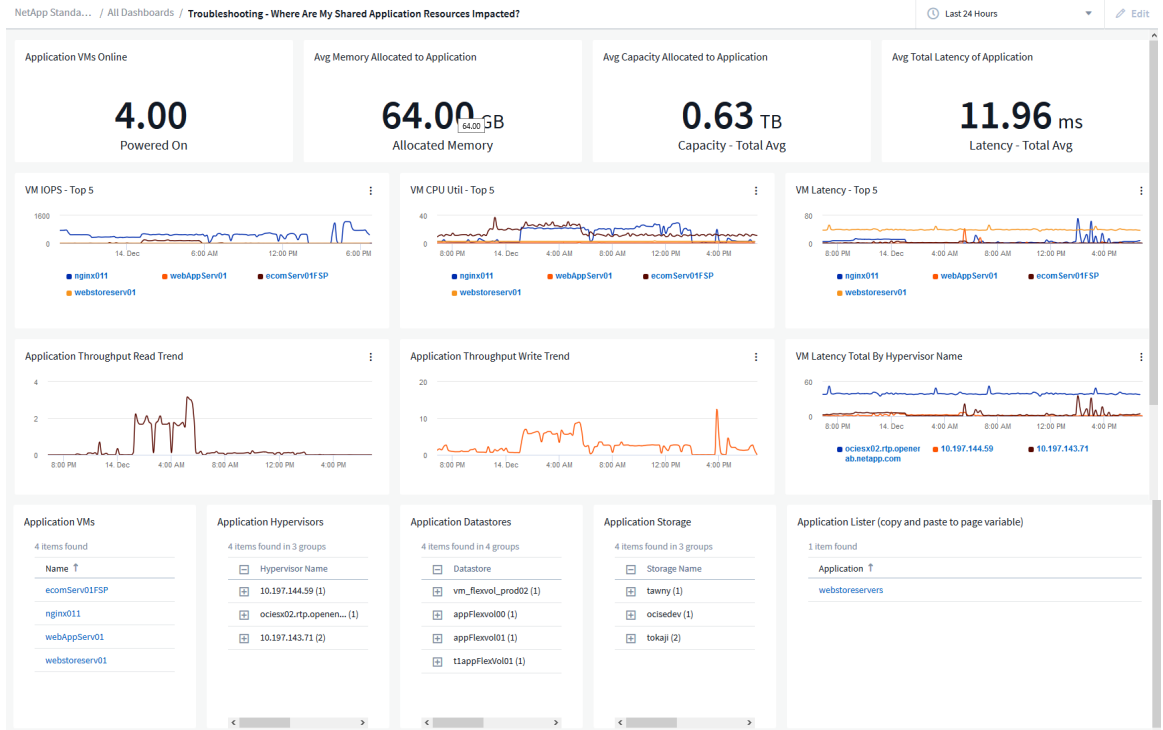 NetApp Standa... / All Dashboards / Troubleshooting - Where Are My Shared Application Resources Impacted?
Last 24 Hours
Edit
Application VMs Online
4.00
Powered On
Avg Memory Allocated to Application
64.00 GB
64.00
Allocated Memory
Avg Capacity Allocated to Application
0.63 TB
Capacity - Total Avg
Avg Total Latency of Application
11.96 ms
Latency - Total Avg
VM IOPS - Top 5
1600
0
14. Dec 6:00 AM 12:00 PM 6:00 PM
nginx011 webAppServ01 ecomServ01FSP
webstoreserv01
VM CPU Util - Top 5
40
0
8:00 PM 14. Dec 4:00 AM 8:00 AM 12:00 PM 4:00 PM
nginx011 webAppServ01 ecomServ01FSP
webstoreserv01
VM Latency - Top 5
80
0
8:00 PM 14. Dec 4:00 AM 8:00 AM 12:00 PM 4:00 PM
nginx011 webAppServ01 ecomServ01FSP
webstoreserv01
Application Throughput Read Trend
4
2
0
8:00 PM 14. Dec 4:00 AM 8:00 AM 12:00 PM 4:00 PM
Application Throughput Write Trend
20
10
0
8:00 PM 14. Dec 4:00 AM 8:00 AM 12:00 PM 4:00 PM
VM Latency Total By Hypervisor Name
60
0
8:00 PM 14. Dec 4:00 AM 8:00 AM 12:00 PM 4:00 PM
ociesx02.rtp.opener 10.197.144.59 10.197.143.71
ab.netapp.com
Application VMs
4 items found
Name ↑
ecomServ01FSP
nginx011
webAppServ01
webstoreserv01
Application Hypervisors
4 items found in 3 groups
Hypervisor Name
10.197.144.59 (1)
ociesx02.rtp.openen... (1)
10.197.143.71 (2)
Application Datastores
4 items found in 4 groups
Datastore
vm_flexvol_prod02 (1)
appFlexvol00 (1)
appFlexvol01 (1)
t1appFlexVol01 (1)
Application Storage
4 items found in 3 groups
Storage Name
tawny (1)
ocisedev (1)
tokaji (2)
Application Lister (copy and paste to page variable)
1 item found
Application ↑
webstoreservers